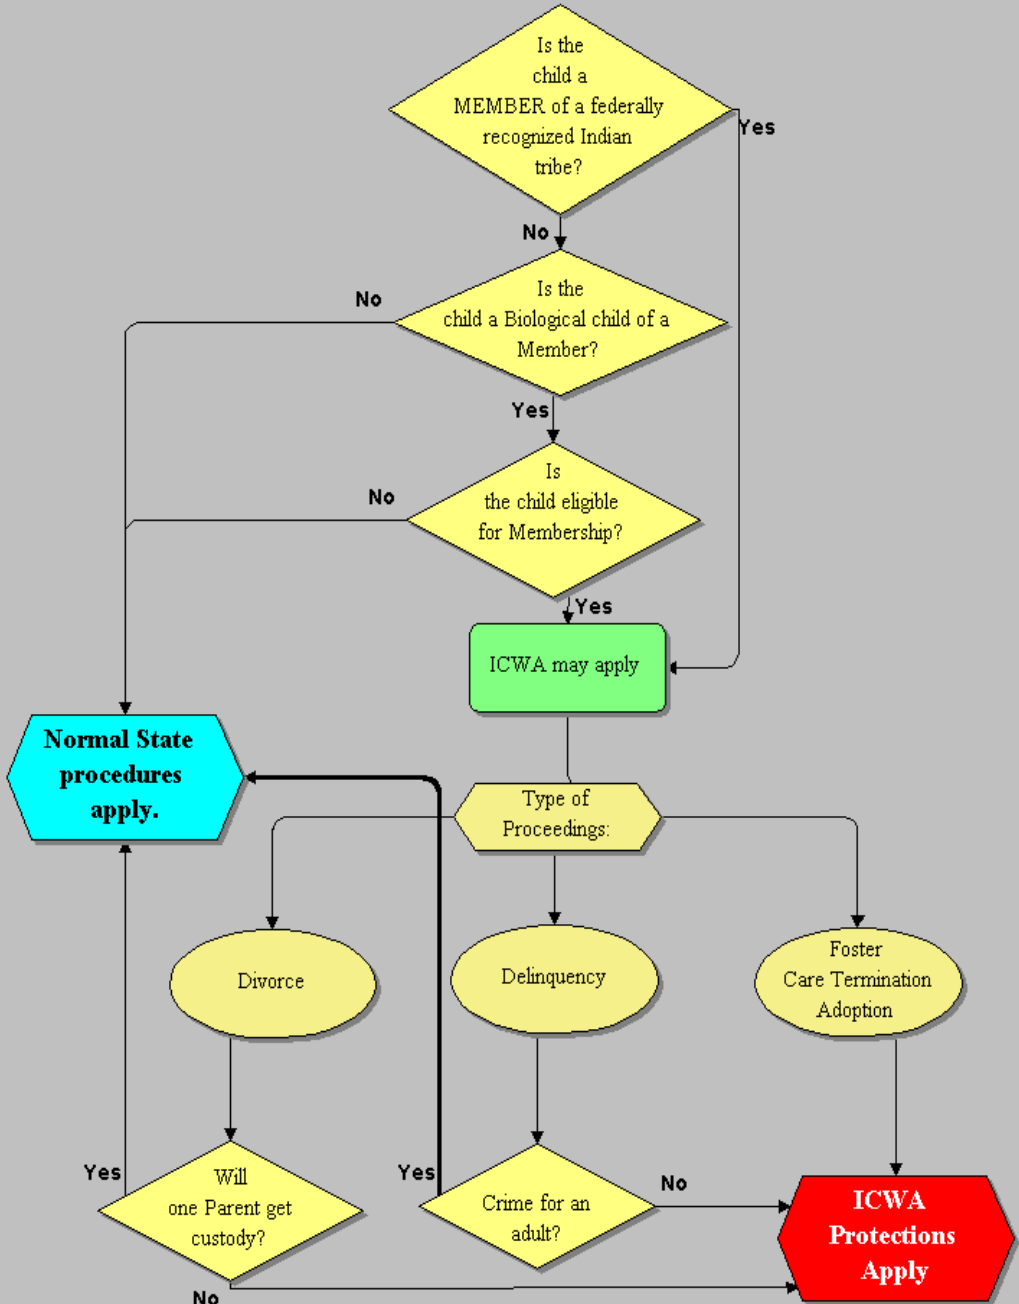 Is the
child a
MEMBER of a federally
recognized Indian
tribe?
Yes
No
Is the
child a Biological child of a
Member?
No
Yes
Is
the child eligible
for Membership?
No
Yes
ICWA may apply
Normal State
procedures
apply.
Type of
Proceedings:
Divorce
Delinquency
Foster
Care Termination
Adoption
Will
one Parent get
custody?
Yes
No
Crime for an
adult?
Yes
No
ICWA
Protections
Apply